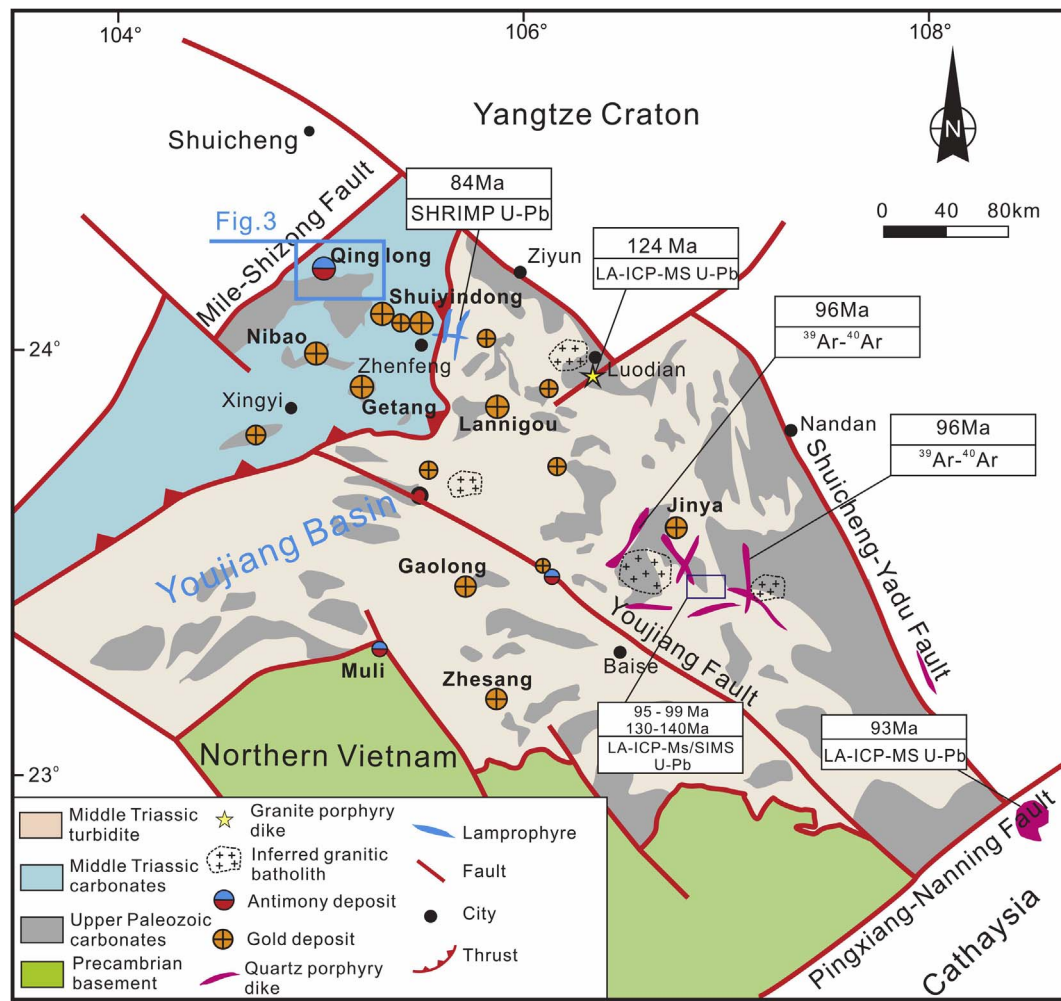 104°
106°
108°
Yangtze Craton
N
Shuicheng
Mile-Shizong Fault
84Ma
SHRIMP U-Pb
0 40 80km
Fig.3
Qing long
Ziyun
124 Ma
LA-ICP-MS U-Pb
Shuiyindong
96Ma
³⁹Ar-⁴⁰Ar
24°
Nibao
Zhenfeng
Luodian
Xingyi
Getang
Lannigou
Nandan
96Ma
³⁹Ar-⁴⁰Ar
Shuicheng-Yadu Fault
Youjiang Basin
Jinya
Gaolong
Youjiang Fault
Muli
Baise
Zhesang
95 - 99 Ma
130-140Ma
LA-ICP-Ms/SIMS
U-Pb
93Ma
LA-ICP-MS U-Pb
Northern Vietnam
23°
Pingxiang-Nanning Fault
Cathaysia
Middle Triassic
turbidite
Middle Triassic
carbonates
Upper Paleozoic
carbonates
Precambrian
basement
Granite porphyry
dike
Inferred granitic
batholith
Antimony deposit
Gold deposit
Quartz porphyry
dike
Lamprophyre
Fault
City
Thrust